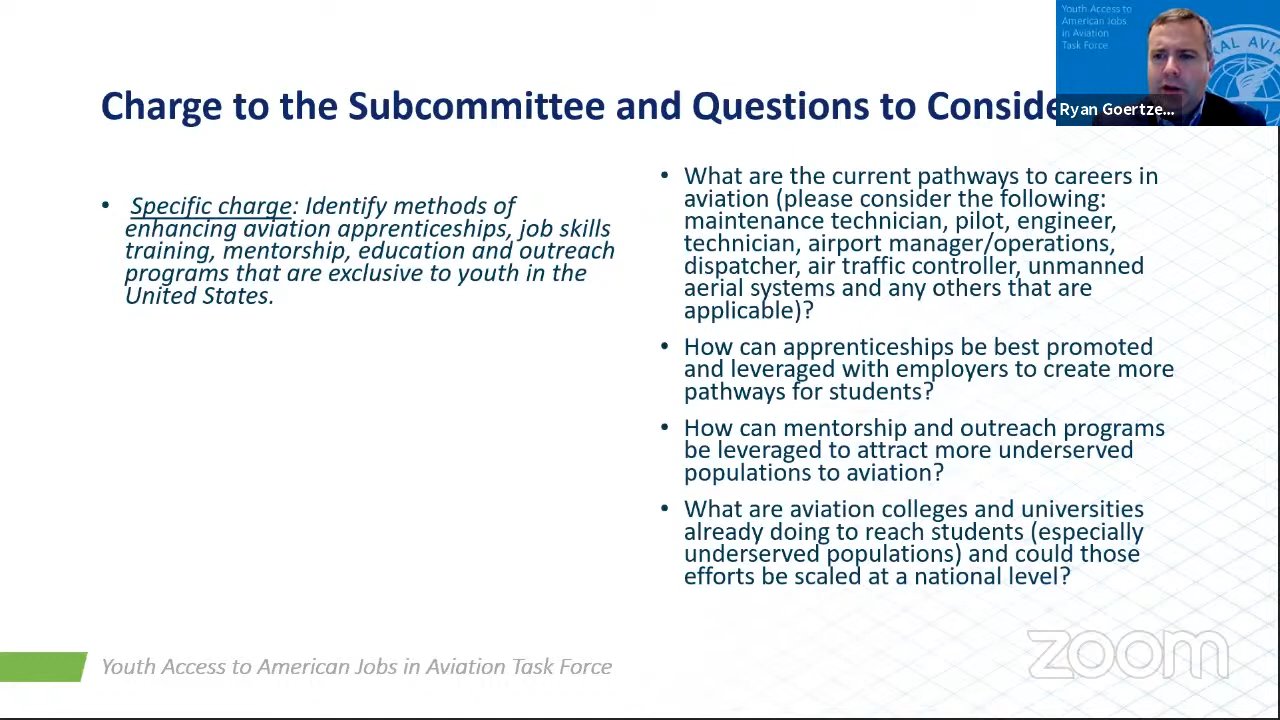 Youth Access to
American Jobs
in Aviation
Task Force
AL AVIA
Ryan Goertze...
Charge to the Subcommittee and Questions to Conside
• Specific charge: Identify methods of
enhancing aviation apprenticeships, job skills
training, mentorship, education and outreach
programs that are exclusive to youth in the
United States.
• What are the current pathways to careers in
aviation (please consider the following:
maintenance technician, pilot, engineer,
technician, airport manager/operations,
dispatcher, air traffic controller, unmanned
aerial systems and any others that are
applicable)?
• How can apprenticeships be best promoted
and leveraged with employers to create more
pathways for students?
• How can mentorship and outreach programs
be leveraged to attract more underserved
populations to aviation?
• What are aviation colleges and universities
already doing to reach students (especially
underserved populations) and could those
efforts be scaled at a national level?
Youth Access to American Jobs in Aviation Task Force
zoom